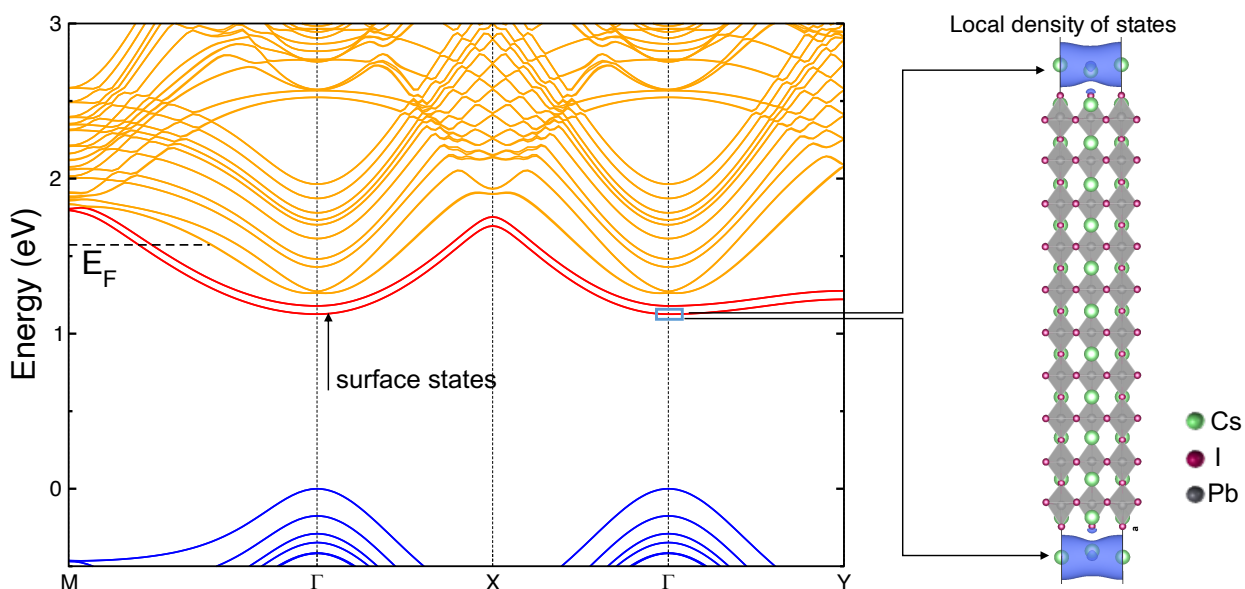 Local density of states
3
2
1
0
Energy (eV)
E_F
surface states
M
Γ
X
Γ
Y
Cs
I
Pb
a